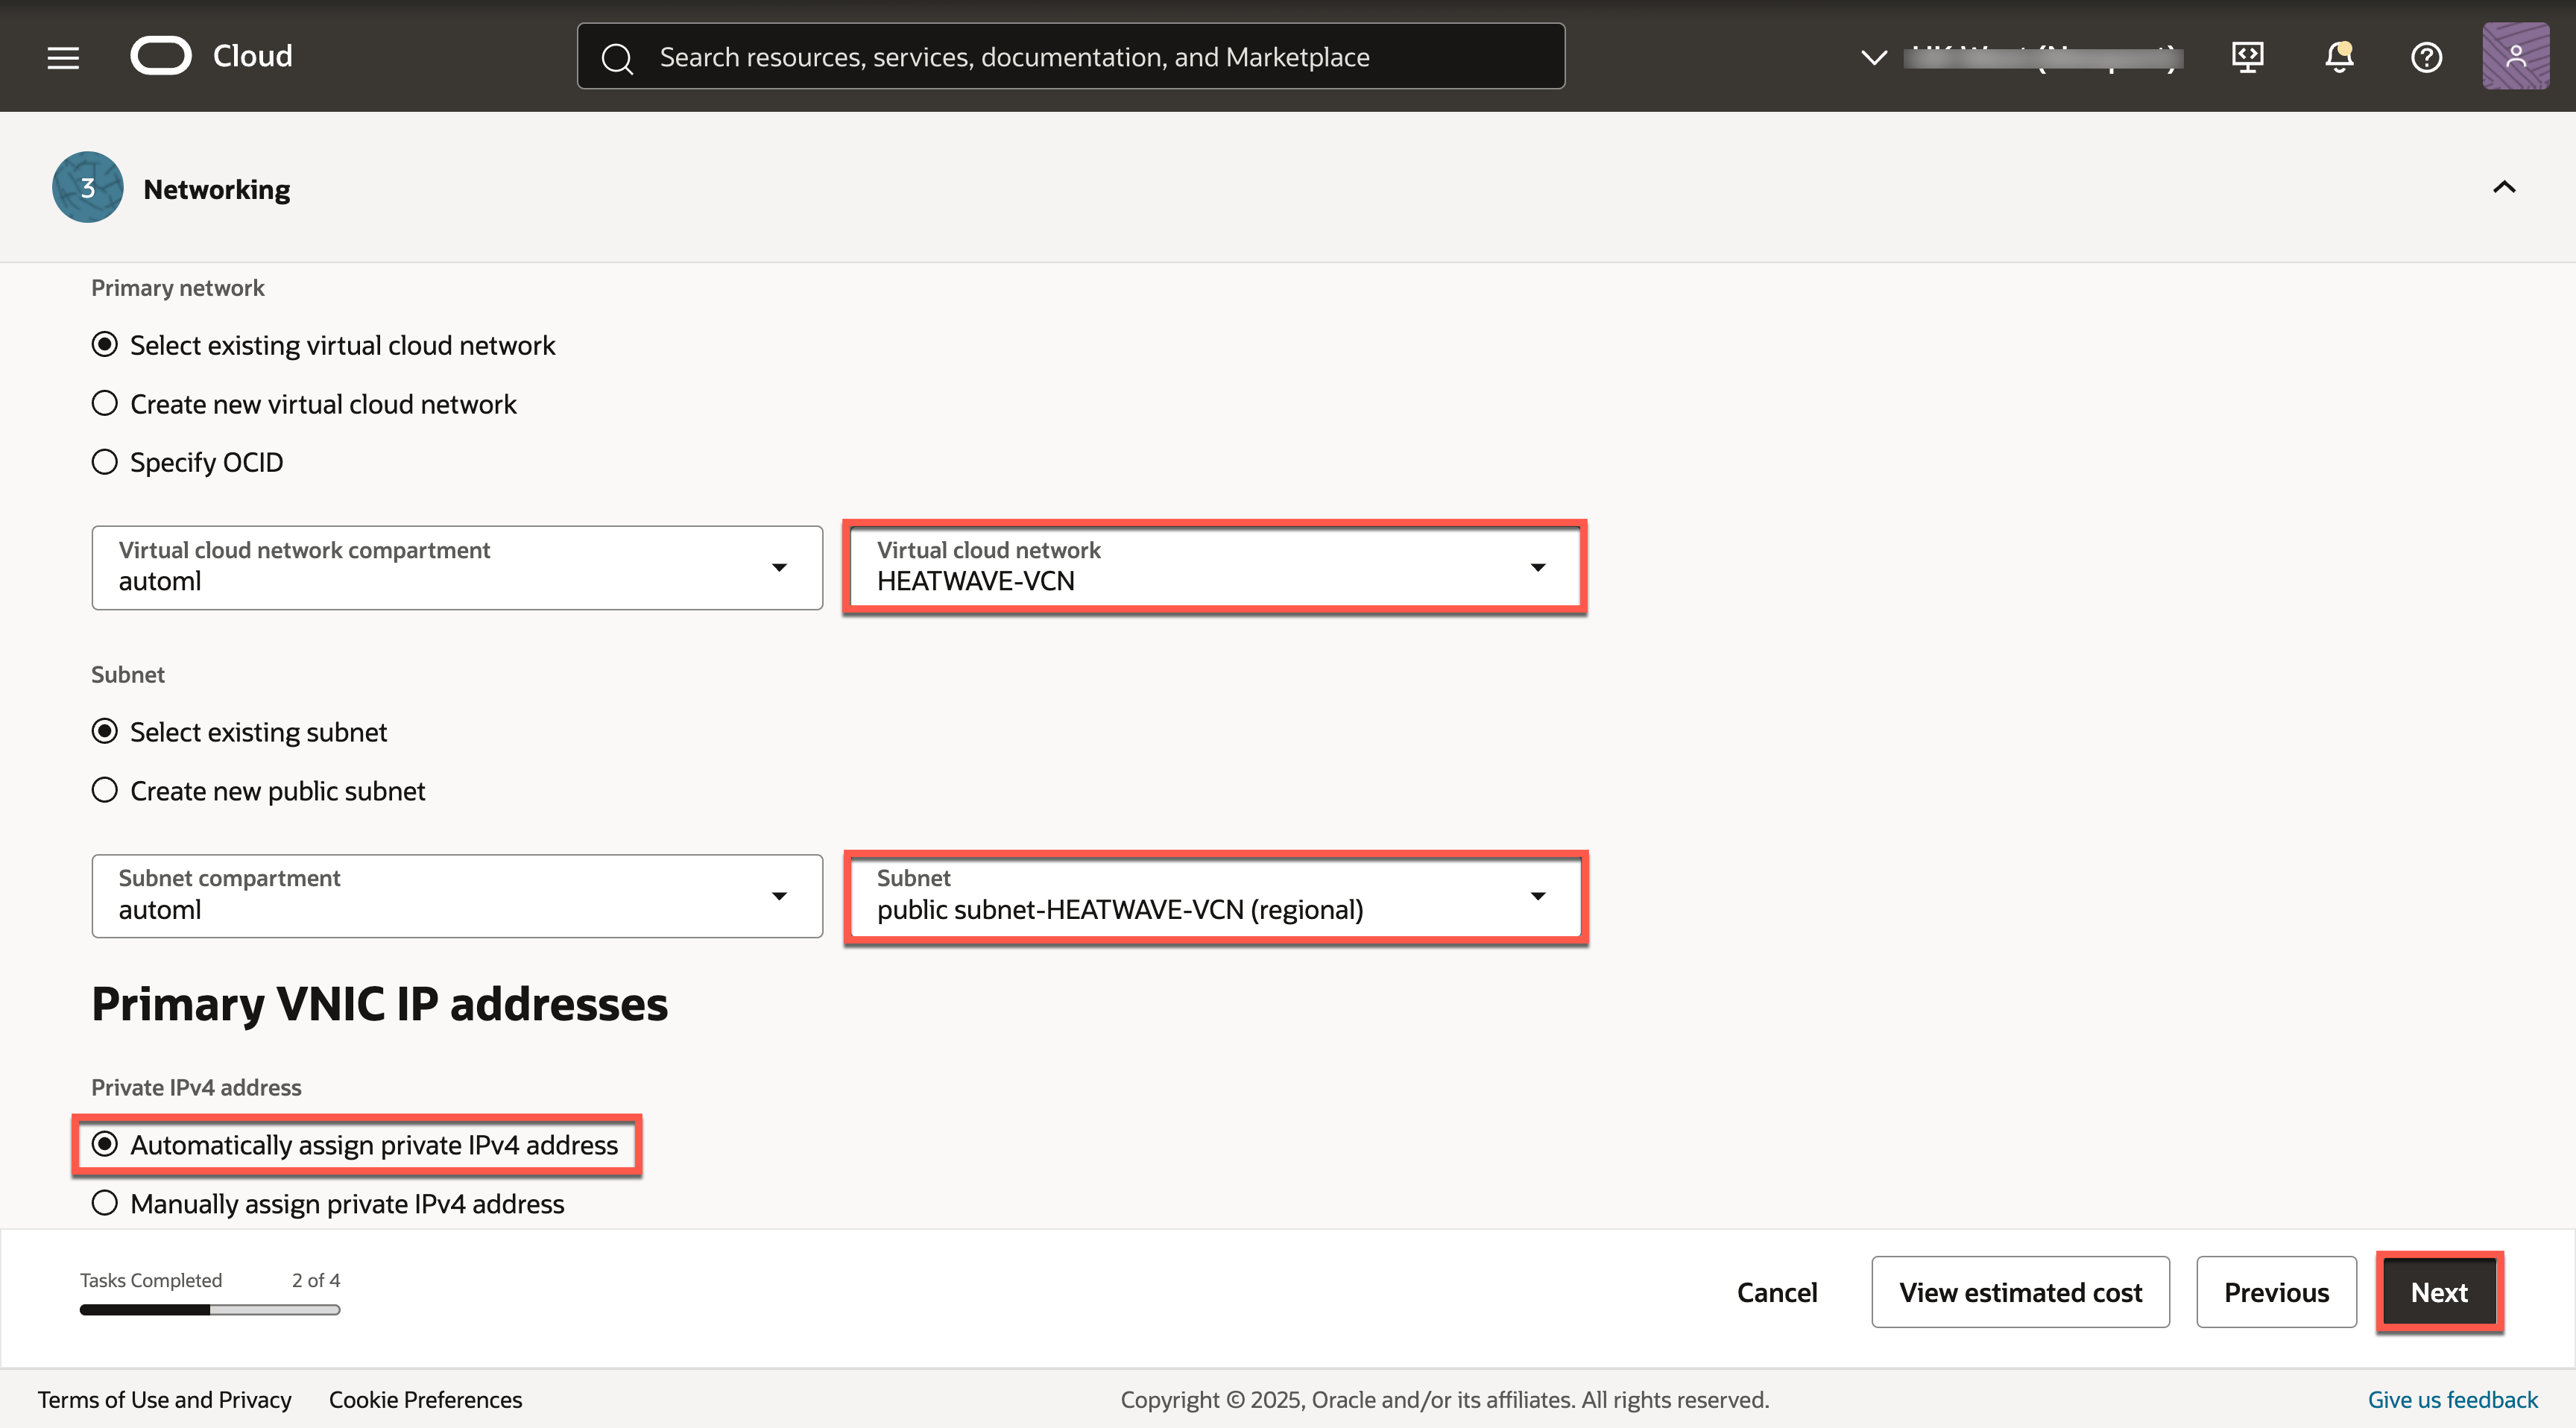 Cloud
Search resources, services, documentation, and Marketplace
3
Networking
Primary network
Select existing virtual cloud network
Create new virtual cloud network
Specify OCID
Virtual cloud network compartment
automl
Virtual cloud network
HEATWAVE-VCN
Subnet
Select existing subnet
Create new public subnet
Subnet compartment
automl
Subnet
public subnet-HEATWAVE-VCN (regional)
Primary VNIC IP addresses
Private IPv4 address
Automatically assign private IPv4 address
Manually assign private IPv4 address
Tasks Completed 2 of 4
Cancel
View estimated cost
Previous
Next
Terms of Use and Privacy
Cookie Preferences
Copyright © 2025, Oracle and/or its affiliates. All rights reserved.
Give us feedback